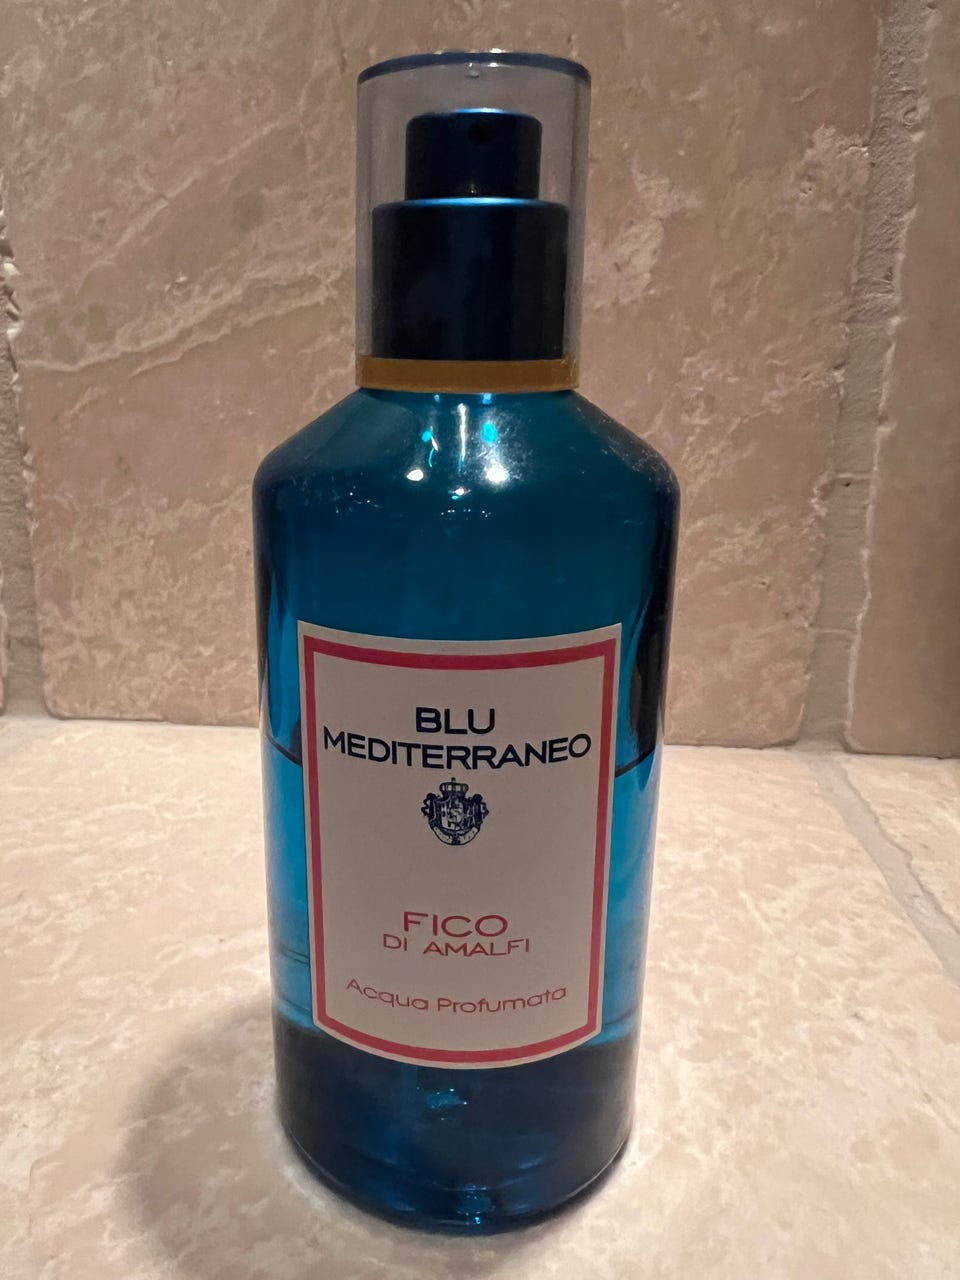 BLU
MEDITERRANEO
FICO
DI AMALFI
Acqua Profumata